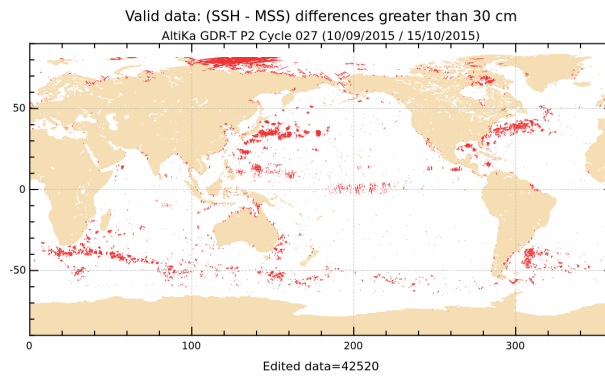 Valid data: (SSH - MSS) differences greater than 30 cm
AltiKa GDR-T P2 Cycle 027 (10/09/2015 / 15/10/2015)
50
0
-50
0 100 200 300
Edited data=42520